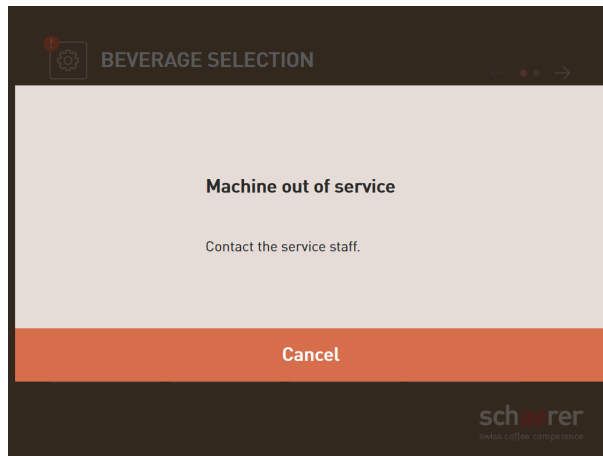 !
BEVERAGE SELECTION
Machine out of service
Contact the service staff.
Cancel
schaerer
swiss coffee competence